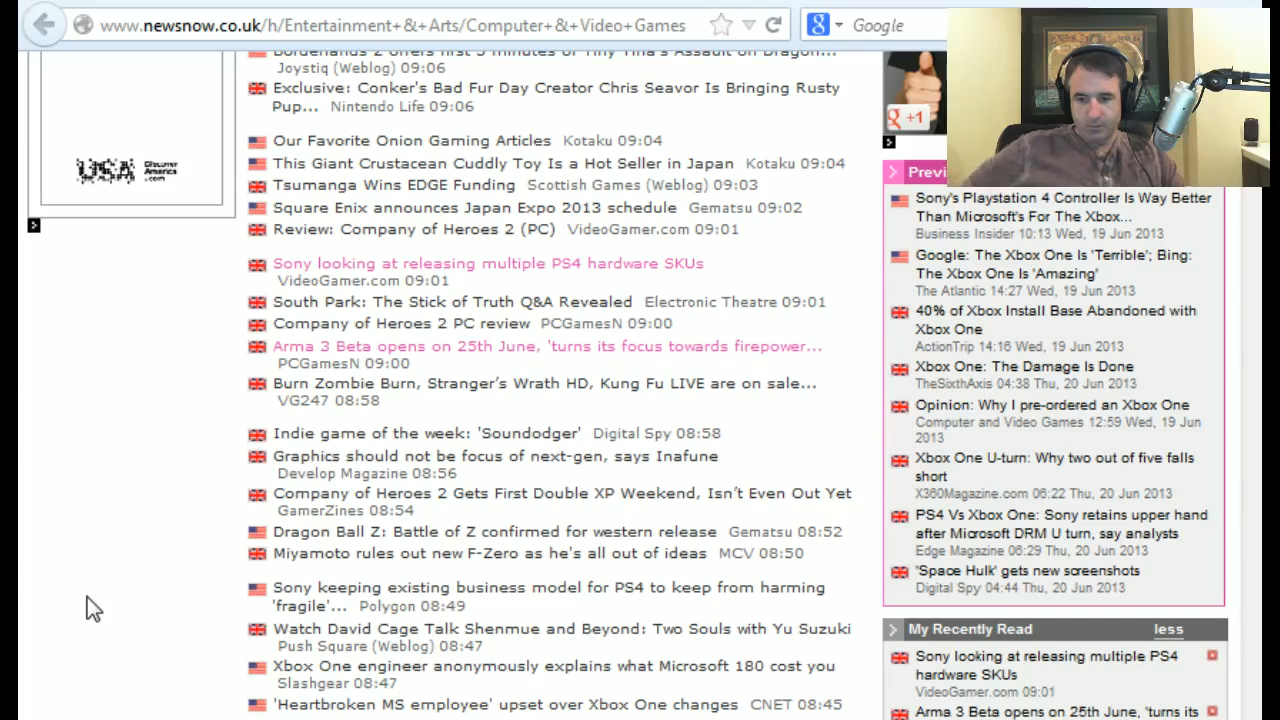 www.newsnow.co.uk/h/Entertainment+&+Arts/Computer+&+Video+Games
Google
Borderlands 2 offers first 5 minutes of Tiny Tina's Assault on Dragon...
Joystiq (Weblog) 09:06
Exclusive: Conker's Bad Fur Day Creator Chris Seavor Is Bringing Rusty
Pup... Nintendo Life 09:06
Our Favorite Onion Gaming Articles Kotaku 09:04
This Giant Crustacean Cuddly Toy Is a Hot Seller in Japan Kotaku 09:04
Tsumanga Wins EDGE Funding Scottish Games (Weblog) 09:03
Square Enix announces Japan Expo 2013 schedule Gematsu 09:02
Review: Company of Heroes 2 (PC) VideoGamer.com 09:01
Sony looking at releasing multiple PS4 hardware SKUs
VideoGamer.com 09:01
South Park: The Stick of Truth Q&A Revealed Electronic Theatre 09:01
Company of Heroes 2 PC review PCGamesN 09:00
Arma 3 Beta opens on 25th June, 'turns its focus towards firepower...
PCGamesN 09:00
Burn Zombie Burn, Stranger's Wrath HD, Kung Fu LIVE are on sale...
VG247 08:58
Indie game of the week: 'Soundodger' Digital Spy 08:58
Graphics should not be focus of next-gen, says Inafune
Develop Magazine 08:56
Company of Heroes 2 Gets First Double XP Weekend, Isn't Even Out Yet
GamerZines 08:54
Dragon Ball Z: Battle of Z confirmed for western release Gematsu 08:52
Miyamoto rules out new F-Zero as he's all out of ideas MCV 08:50
Sony keeping existing business model for PS4 to keep from harming
'fragile'... Polygon 08:49
Watch David Cage Talk Shenmue and Beyond: Two Souls with Yu Suzuki
Push Square (Weblog) 08:47
Xbox One engineer anonymously explains what Microsoft 180 cost you
Slashgear 08:47
'Heartbroken MS employee' upset over Xbox One changes CNET 08:45
USA Discover
America
.com
g +1
Previ
Sony's Playstation 4 Controller Is Way Better
Than Microsoft's For The Xbox...
Business Insider 10:13 Wed, 19 Jun 2013
Google: The Xbox One Is 'Terrible'; Bing:
The Xbox One Is 'Amazing'
The Atlantic 14:27 Wed, 19 Jun 2013
40% of Xbox Install Base Abandoned with
Xbox One
ActionTrip 14:16 Wed, 19 Jun 2013
Xbox One: The Damage Is Done
TheSixthAxis 04:38 Thu, 20 Jun 2013
Opinion: Why I pre-ordered an Xbox One
Computer and Video Games 12:59 Wed, 19 Jun
2013
Xbox One U-turn: Why two out of five falls
short
X360Magazine.com 06:22 Thu, 20 Jun 2013
PS4 Vs Xbox One: Sony retains upper hand
after Microsoft DRM U turn, say analysts
Edge Magazine 06:29 Thu, 20 Jun 2013
'Space Hulk' gets new screenshots
Digital Spy 04:44 Thu, 20 Jun 2013
My Recently Read less
Sony looking at releasing multiple PS4
hardware SKUs
VideoGamer.com 09:01
Arma 3 Beta opens on 25th June, 'turns its